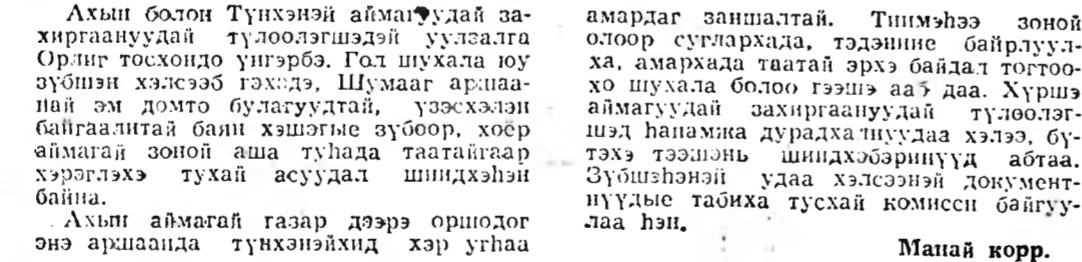 Ахын болон Түнхэнэй аймагуудай за-
хиргаануудай түлөөлэгшэдэй уулзалга
Орлиг тосхондо үнгэрбэ. Гол шухала юу
зүбшэн хэлсээб гэхэдэ, Шумааг аршаа-
най эм домто булагуудтай, үзэсхэлэн
байгаалитай баян хэшэгые зүбөөр, хоёр
аймагай зоной аша туһада таатайгаар
хэрэглэхэ тухай асуудал шиидхэһэн
байна.
Ахын аймагай газар дээрэ оршодог
энэ аршаанда түнхэнэйхид хэр угһаа
амардаг заншалтай. Тиимэһээ зоной
олоор суглархада, тэдэниие байрлуул-
ха, амархада таатай эрхэ байдал тогтоо-
хо шухала болоо гээшэ ааб даа. Хүршэ
аймагуудай захиргаануудай түлөөлэг-
шэд һанамжа дурадхалнуудаа хэлээ, бү-
тэхэ тээшэнь шиидхэбэринүүд абтаа.
Зүбшэһэнэй удаа хэлсээнэй документ-
нүүдые табиха тусхай комисси байгуу-
лаа һэн.
Манай корр.